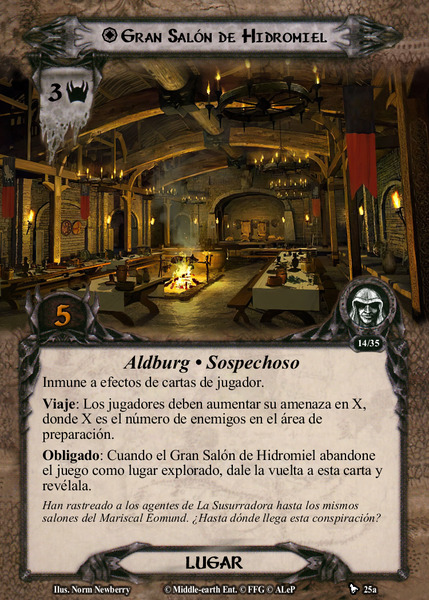 Gran Salón de Hidromiel
3
5
14/35
Aldburg • Sospechoso
Inmune a efectos de cartas de jugador.
Viaje: Los jugadores deben aumentar su amenaza en X,
donde X es el número de enemigos en el área de
preparación.
Obligado: Cuando el Gran Salón de Hidromiel abandone
el juego como lugar explorado, dale la vuelta a esta carta y
revélala.
Han rastreado a los agentes de La Susurradora hasta los mismos
salones del Mariscal Eomund. ¿Hasta dónde llega esta conspiración?
LUGAR
Ilus. Norm Newberry © Middle-earth Ent. © FFG © ALeP 25a